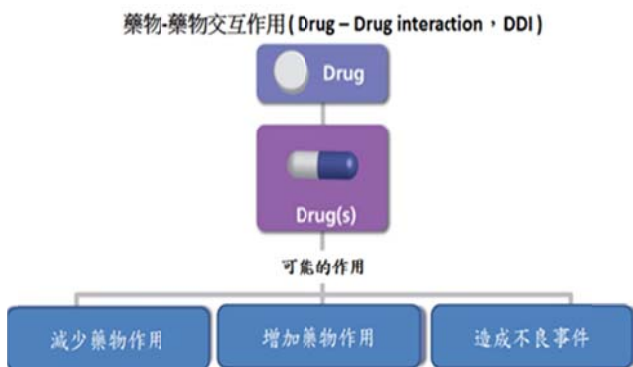 藥物-藥物交互作用( Drug – Drug interaction，DDI )
Drug
Drug(s)
可能的作用
減少藥物作用
增加藥物作用
造成不良事件